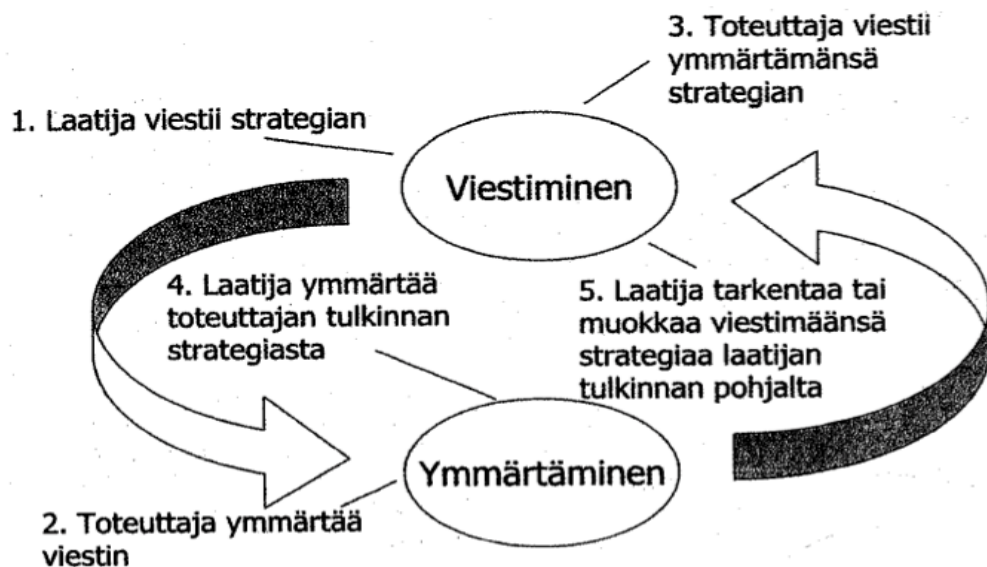 3. Toteuttaja viestii
ymmärtämänsä
strategian
1. Laatija viestii strategian
Viestiminen
4. Laatija ymmärtää
toteuttajan tulkinnan
strategiasta
5. Laatija tarkentaa tai
muokkaa viestimäänsä
strategiaa laatijan
tulkinnan pohjalta
Ymmärtäminen
2. Toteuttaja ymmärtää
viestin